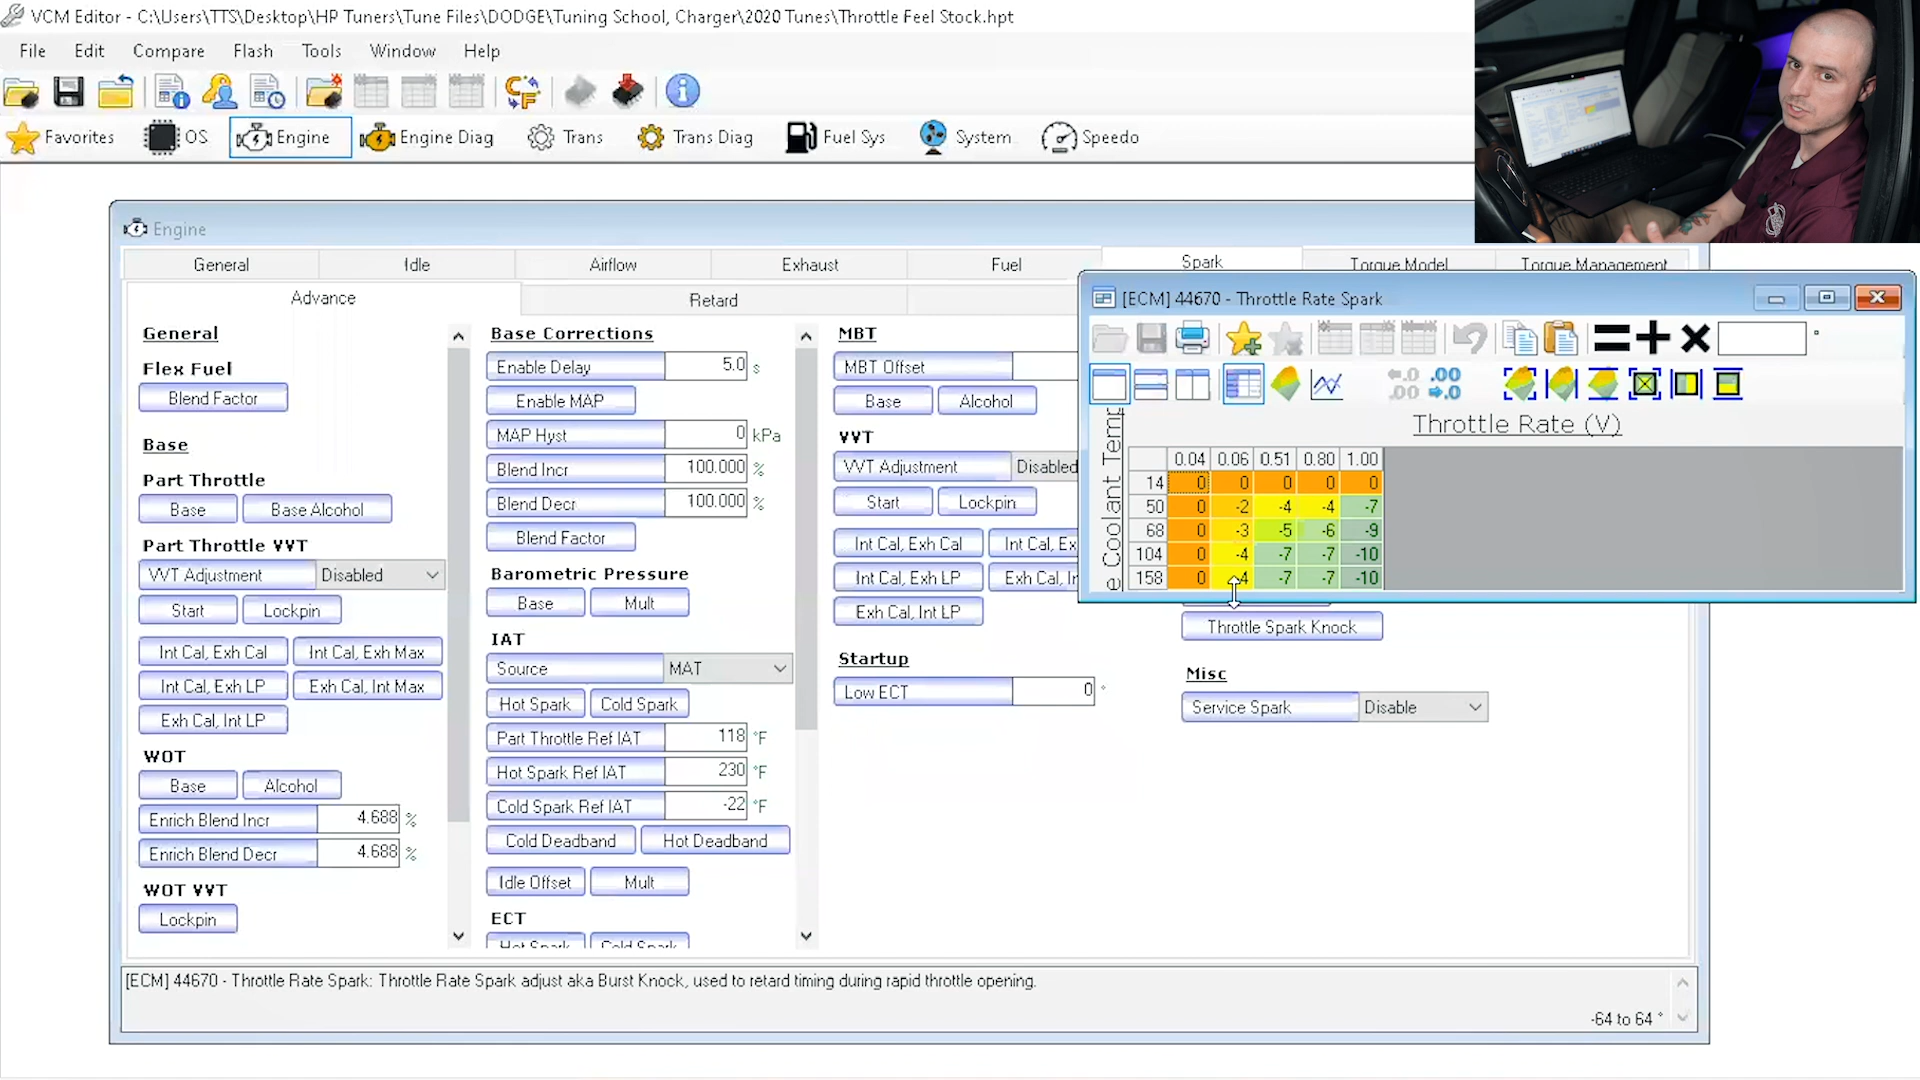 VCM Editor - C:\Users\TTS\Desktop\HP Tuners\Tune Files\DODGE\Tuning School, Charger\2020 Tunes\Throttle Feel Stock.hpt
File Edit Compare Flash Tools Window Help
Favorites OS Engine Engine Diag Trans Trans Diag Fuel Sys System Speedo
Engine
General Idle Airflow Exhaust Fuel Spark Torque Model Torque Management
Advance Retard
General
Flex Fuel
Blend Factor
Base
Part Throttle
Base Base Alcohol
Part Throttle VVT
VVT Adjustment Disabled
Start Lockpin
Int Cal, Exh Cal Int Cal, Exh Max
Int Cal, Exh LP Exh Cal, Int Max
Exh Cal, Int LP
WOT
Base Alcohol
Enrich Blend Incr 4.688 %
Enrich Blend Decr 4.688 %
WOT VVT
Lockpin
Base Corrections
Enable Delay 5.0 s
Enable MAP
MAP Hyst 0 kPa
Blend Incr 100.000 %
Blend Decr 100.000 %
Blend Factor
Barometric Pressure
Base Mult
IAT
Source MAT
Hot Spark Cold Spark
Part Throttle Ref IAT 118 °F
Hot Spark Ref IAT 230 °F
Cold Spark Ref IAT -22 °F
Cold Deadband Hot Deadband
Idle Offset Mult
ECT
Hot Spark Cold Spark
MBT
MBT Offset
Base Alcohol
VVT
VVT Adjustment Disabled
Start Lockpin
Int Cal, Exh Cal Int Cal, Ex
Int Cal, Exh LP Exh Cal, In
Exh Cal, Int LP
Startup
Low ECT 0 °
[ECM] 44670 - Throttle Rate Spark
°
Throttle Rate (V)
e Coolant Temp
0.04 0.06 0.51 0.80 1.00
14 0 0 0 0 0
50 0 -2 -4 -4 -7
68 0 -3 -5 -6 -9
104 0 -4 -7 -7 -10
158 0 -4 -7 -7 -10
Throttle Spark Knock
Misc
Service Spark Disable
[ECM] 44670 - Throttle Rate Spark: Throttle Rate Spark adjust aka Burst Knock, used to retard timing during rapid throttle opening.
-64 to 64 °